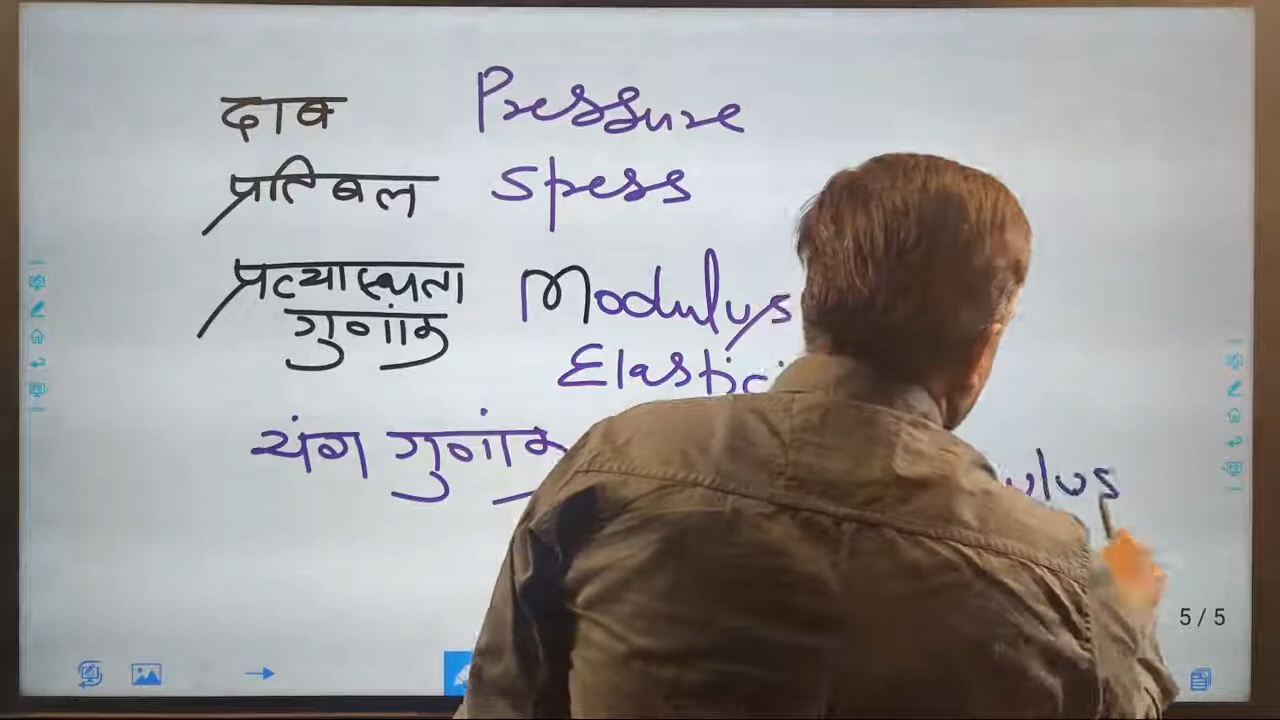 दाब Pressure
प्रतिबल Stress
प्रत्यास्थता Modulus
गुणांक Elastic
यंग गुणांक ulus
5/5